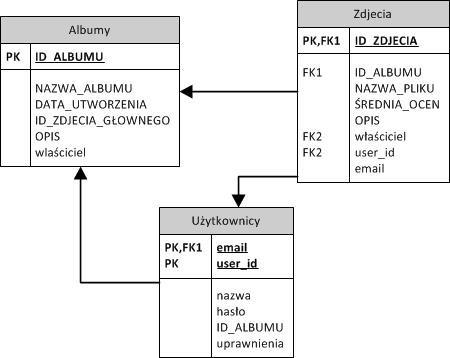 Albumy
PK ID_ALBUMU
NAZWA_ALBUMU
DATA_UTWORZENIA
ID_ZDJECIA_GŁOWNEGO
OPIS
wlaściciel
Zdjecia
PK,FK1 ID_ZDJECIA
FK1 ID_ALBUMU
NAZWA_PLIKU
ŚREDNIA_OCEN
OPIS
FK2 właściciel
FK2 user_id
email
Użytkownicy
PK,FK1 email
PK user_id
nazwa
hasło
ID_ALBUMU
uprawnienia